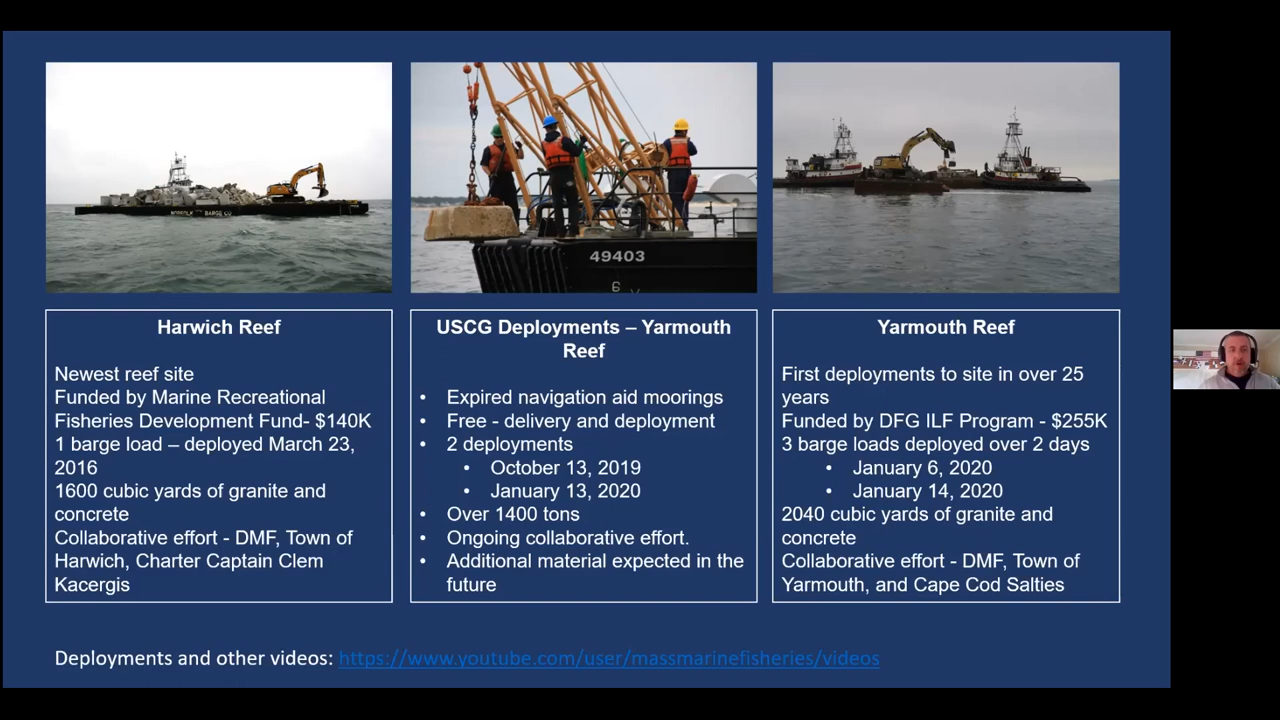 NORFOLK BARGE CO
49403
6
Harwich Reef
Newest reef site
Funded by Marine Recreational
Fisheries Development Fund- $140K
1 barge load – deployed March 23,
2016
1600 cubic yards of granite and
concrete
Collaborative effort - DMF, Town of
Harwich, Charter Captain Clem
Kacergis
USCG Deployments – Yarmouth
Reef
• Expired navigation aid moorings
• Free - delivery and deployment
• 2 deployments
• October 13, 2019
• January 13, 2020
• Over 1400 tons
• Ongoing collaborative effort.
• Additional material expected in the
future
Yarmouth Reef
First deployments to site in over 25
years
Funded by DFG ILF Program - $255K
3 barge loads deployed over 2 days
• January 6, 2020
• January 14, 2020
2040 cubic yards of granite and
concrete
Collaborative effort - DMF, Town of
Yarmouth, and Cape Cod Salties
Deployments and other videos: https://www.youtube.com/user/massmarinefisheries/videos